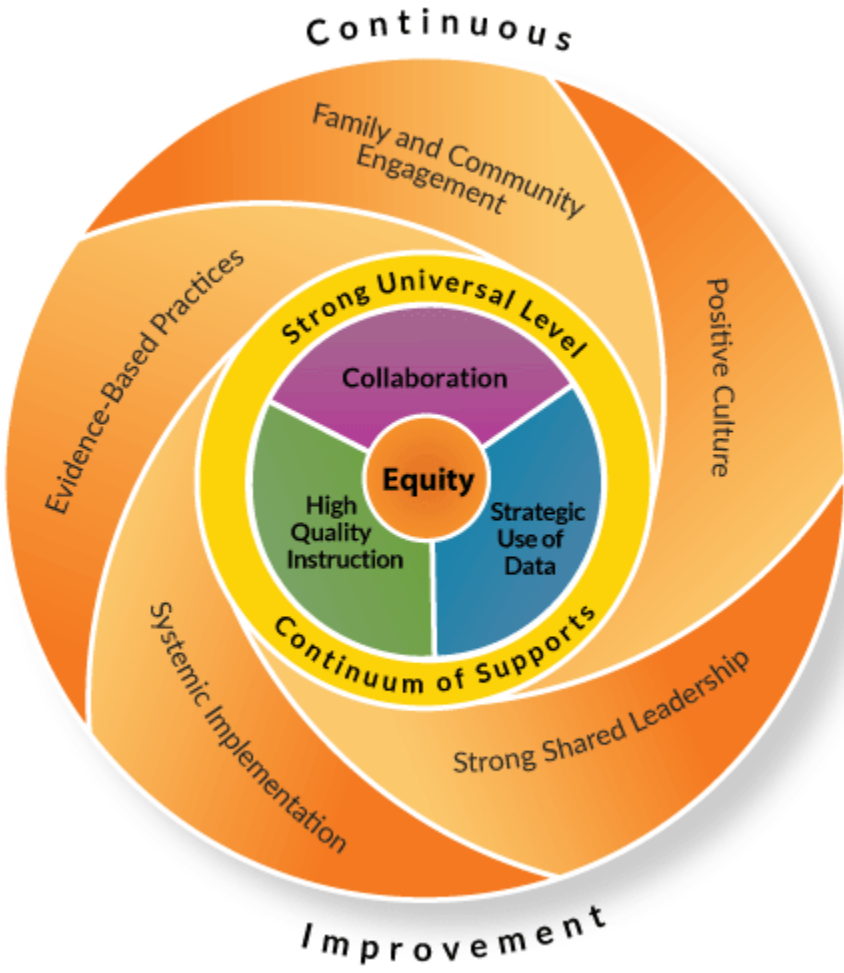 Continuous
Family and Community
Engagement
Positive Culture
Evidence-Based Practices
Strong Universal Level
Collaboration
Equity
High
Quality
Instruction
Strategic
Use of
Data
Continuum of Supports
Systemic Implementation
Strong Shared Leadership
Improvement